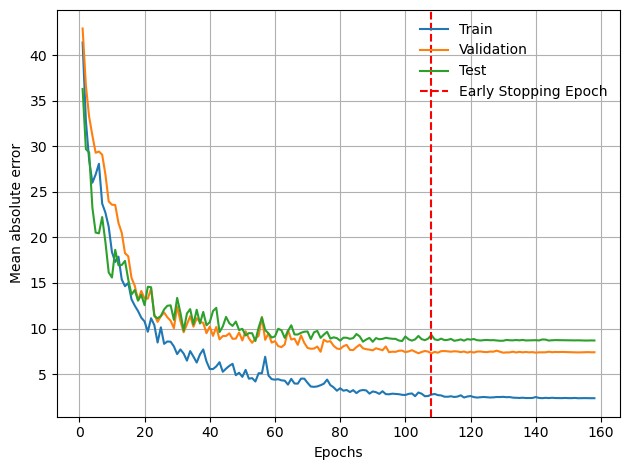 Train
Validation
Test
Early Stopping Epoch
Mean absolute error
40
35
30
25
20
15
10
5
0 20 40 60 80 100 120 140 160
Epochs